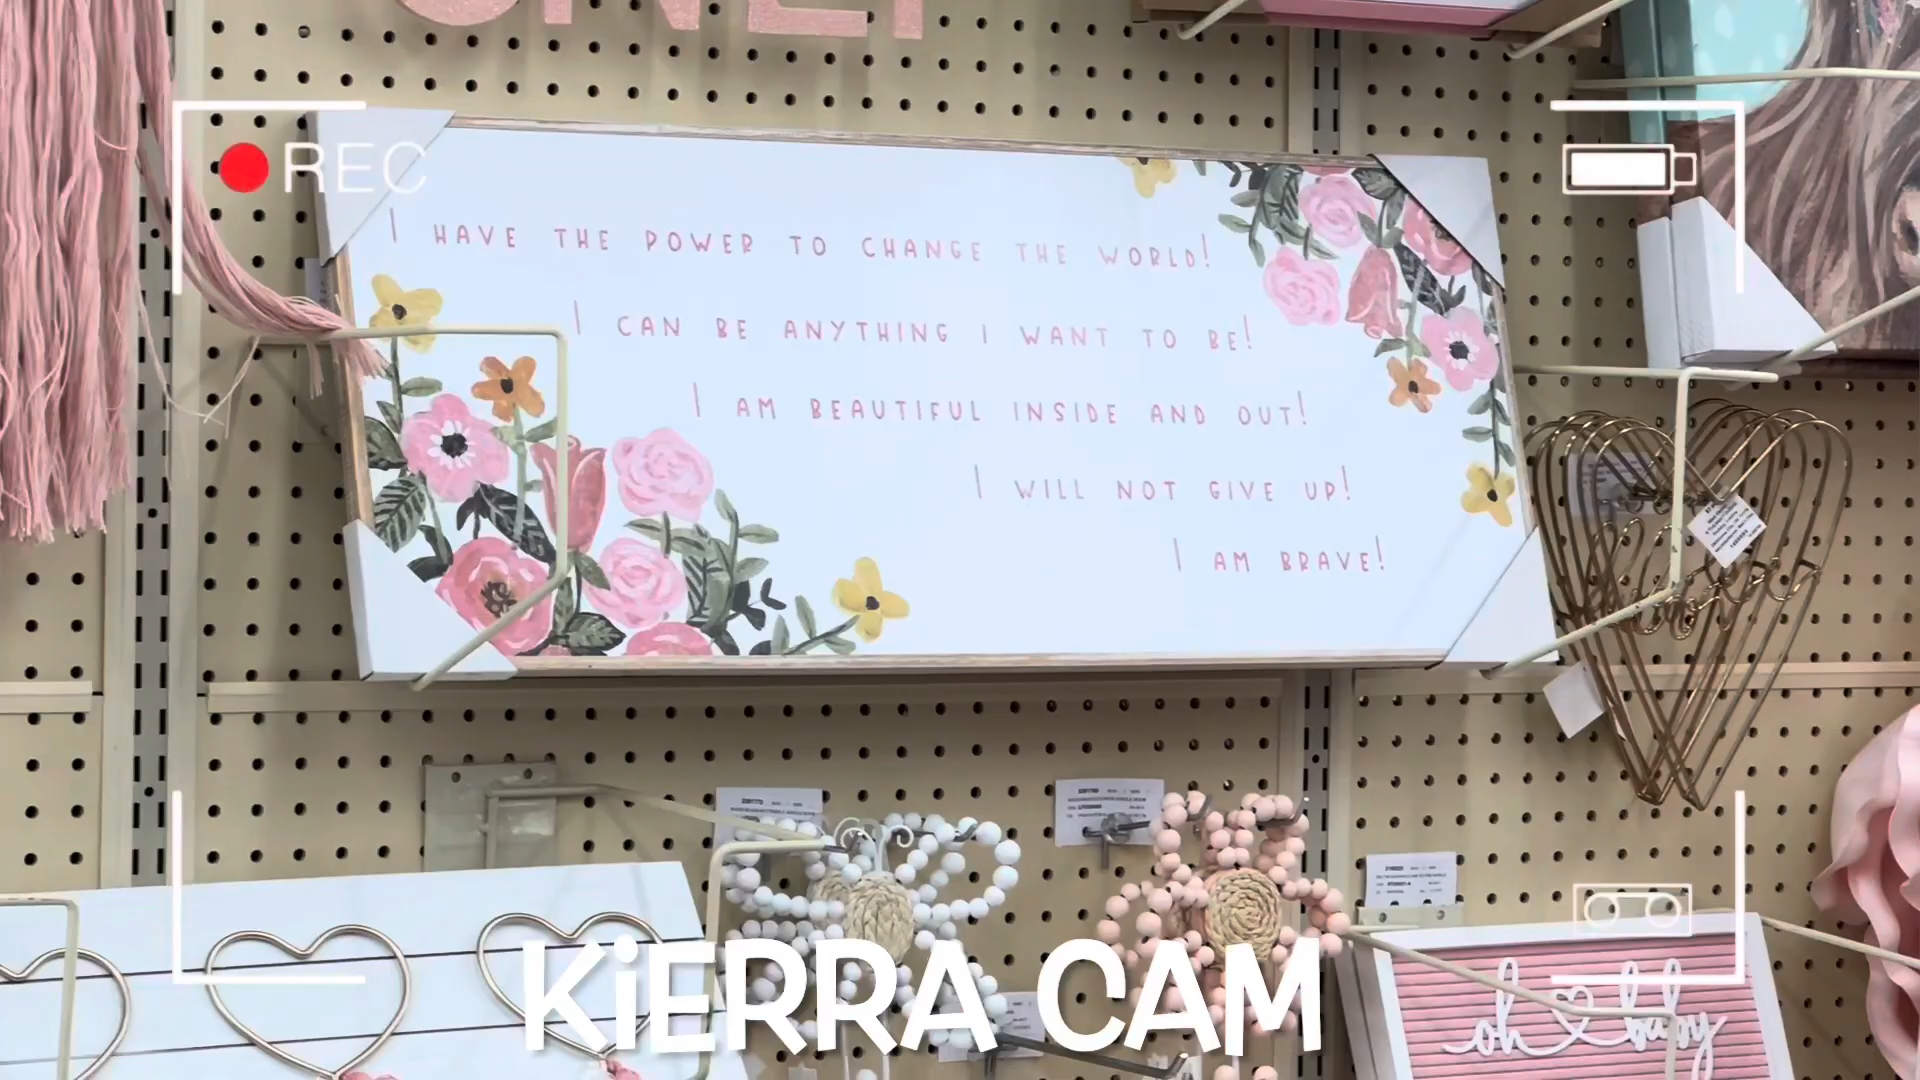 REC
I HAVE THE POWER TO CHANGE THE WORLD!
I CAN BE ANYTHING I WANT TO BE!
I AM BEAUTIFUL INSIDE AND OUT!
I WILL NOT GIVE UP!
I AM BRAVE!
oh baby
KiERRA CAM